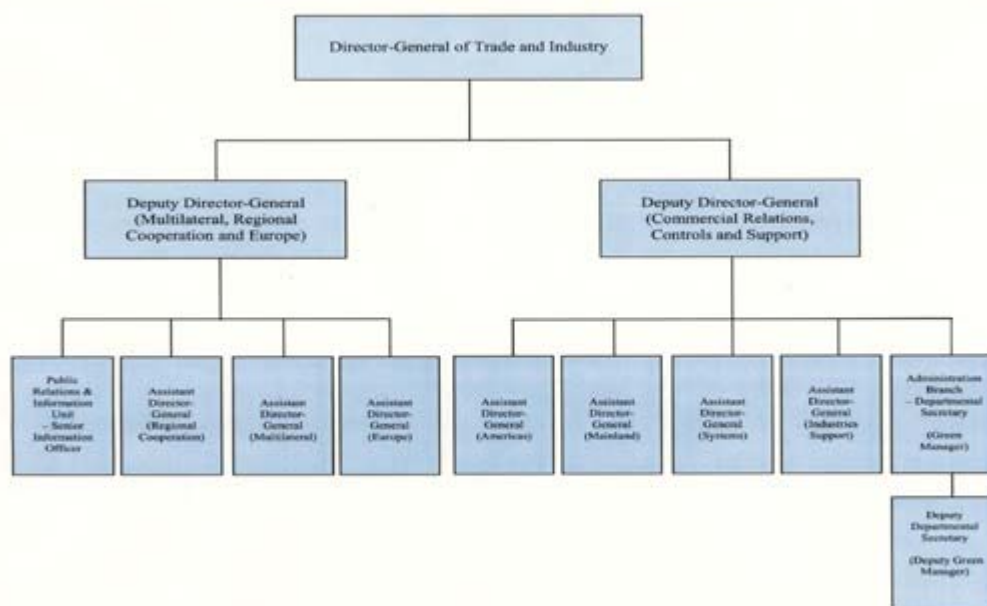 Director-General of Trade and Industry
Deputy Director-General
(Multilateral, Regional
Cooperation and Europe)
Deputy Director-General
(Commercial Relations,
Controls and Support)
Public
Relations &
Information
Unit
– Senior
Information
Officer
Assistant
Director-
General
(Regional
Cooperation)
Assistant
Director-
General
(Multilateral)
Assistant
Director-
General
(Europe)
Assistant
Director-
General
(Americas)
Assistant
Director-
General
(Mainland)
Assistant
Director-
General
(Systems)
Assistant
Director-
General
(Industries
Support)
Administration
Branch
– Departmental
Secretary
(Green
Manager)
Deputy
Departmental
Secretary
(Deputy Green
Manager)